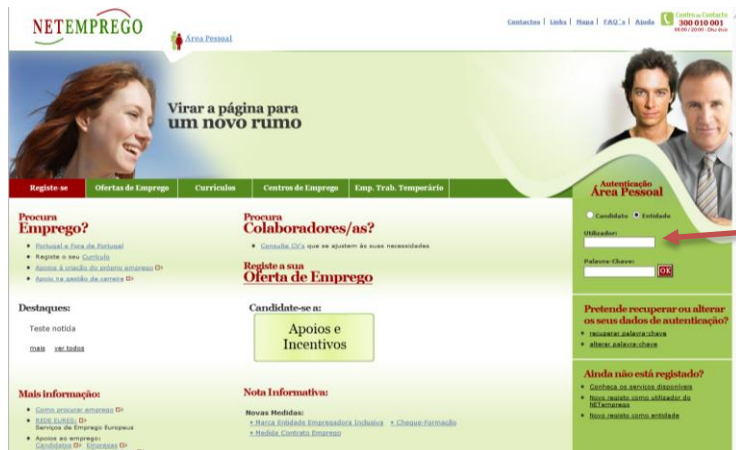 NETEMPREGO
Área Pessoal
Contactos | Links | Mapa | FAQ's | Ajuda
Centro de Contacto
300 010 001
Virar a página para
um novo rumo
Registe-se
Ofertas de Emprego
Currículos
Centros de Emprego
Emp. Trab. Temporário
Procura
Emprego?
Portugal e Fora de Portugal
Registe o seu Currículo
Apoios à criação do próprio emprego
Apoio na gestão de carreira
Destaques:
Teste notícia
mais ver todos
Mais informação:
Como procurar emprego
REDE EURES:
Serviços de Emprego Europeus
Apoios ao emprego:
Candidatos Empresas
Procura
Colaboradores/as?
Consulte CV's que se ajustem às suas necessidades
Registe a sua
Oferta de Emprego
Candidate-se a:
Apoios e
Incentivos
Nota Informativa:
Novas Medidas:
• Marca Entidade Empregadora Inclusiva • Cheque-Formação
• Medida Contrato Emprego
Autenticação
Área Pessoal
Candidato Entidade
Utilizador:
Palavra-Chave:
OK
Pretende recuperar ou alterar
os seus dados de autenticação?
recuperar palavra-chave
alterar palavra-chave
Ainda não está registado?
Conheça os serviços disponíveis
Novo registo como utilizador do
NETemprego
Novo registo como entidade